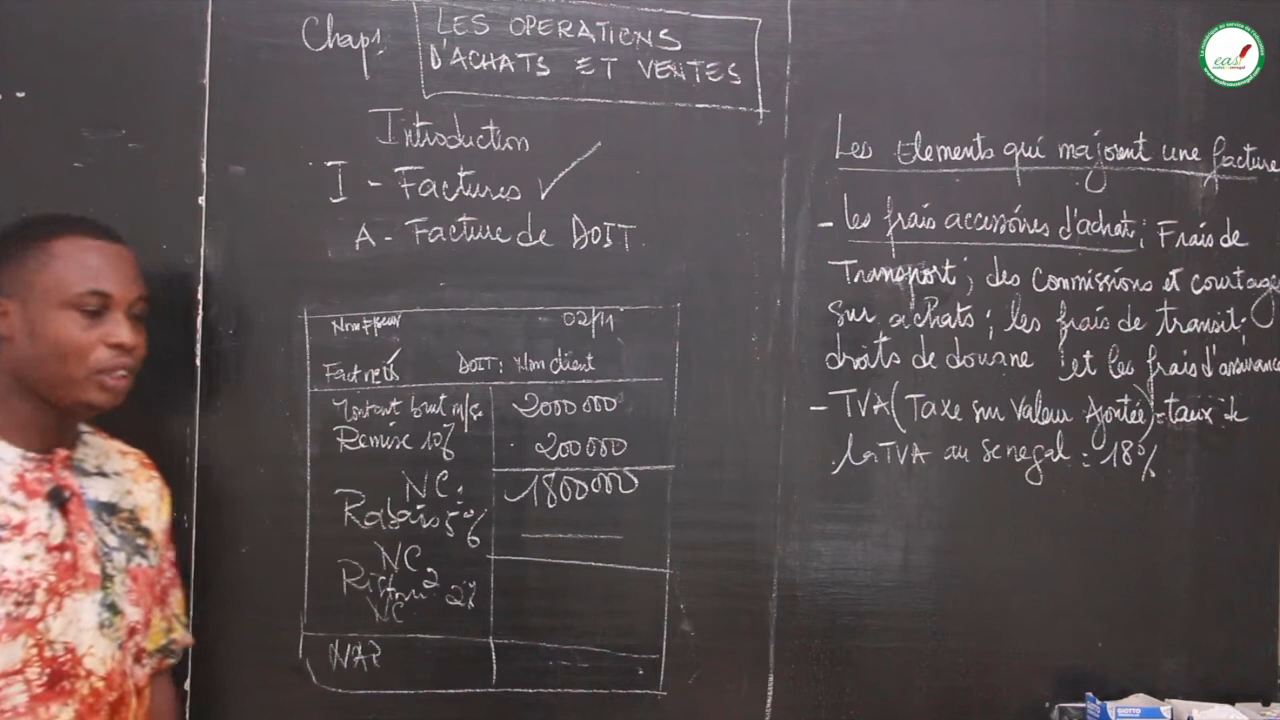 Chap1: LES OPERATIONS
D'ACHATS ET VENTES
Introduction
I - Factures ✓
A - Facture de DOIT
02/11
Fact n° DOIT : Nom client
Montant brut 2000 000
Remise 10% 200 000
NC : 1800 000
Rabais 5%
NC
2%
NC
NAP
Les Elements qui majorent une facture
- les frais accessoires d'achat ; Frais de
Transport ; des Commissions et courtage
Sur achats ; les frais de transit ;
droits de douane et les frais d'assurance
- TVA (Taxe sur Valeur Ajoutée) = taux de
la TVA au Senegal : 18%
easi
GIOTTO